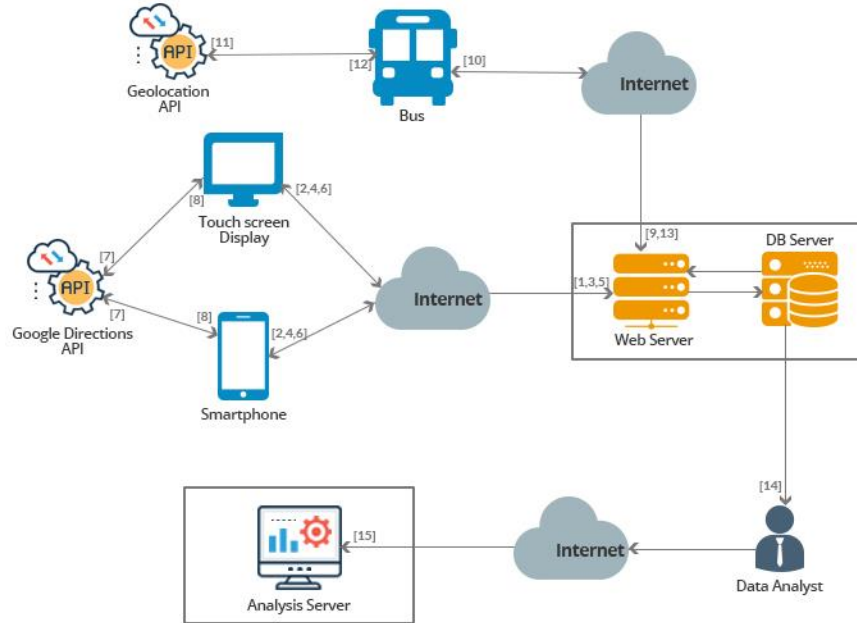 API
[11]
[12]
[10]
Geolocation
API
Bus
Internet
[8]
[2,4,6]
Touch screen
Display
[9,13]
DB Server
[7]
API
Internet
[1,3,5]
[7]
[8]
[2,4,6]
Google Directions
API
Web Server
Smartphone
[14]
[15]
Internet
Internet
Analysis Server
Data Analyst